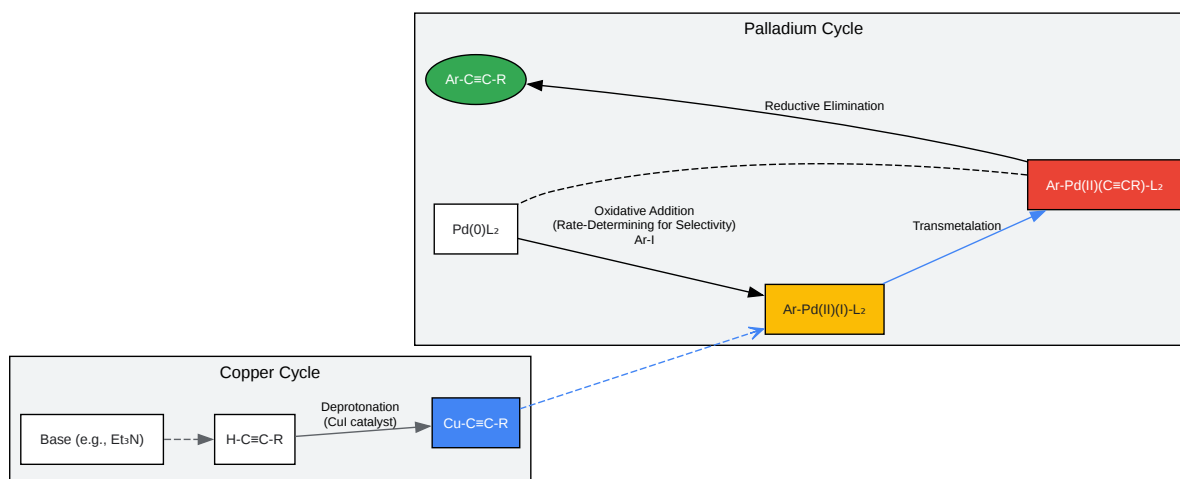 Palladium Cycle
Ar-C≡C-R
Reductive Elimination
Ar-Pd(II)(C≡CR)-L₂
Pd(0)L₂
Oxidative Addition
(Rate-Determining for Selectivity)
Ar-I
Transmetalation
Ar-Pd(II)(I)-L₂
Copper Cycle
Base (e.g., Et₃N)
H-C≡C-R
Deprotonation
(CuI catalyst)
Cu-C≡C-R